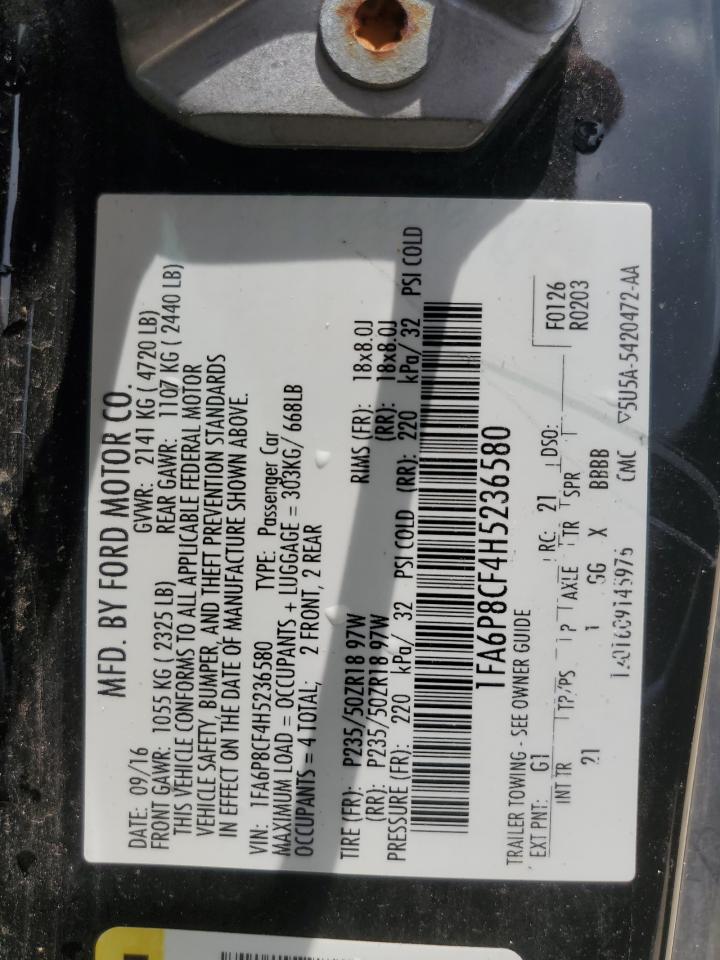 MFD. BY FORD MOTOR CO.
DATE: 09/16 GVWR: 2141 KG ( 4720 LB)
FRONT GAWR: 1055 KG ( 2325 LB) REAR GAWR: 1107 KG ( 2440 LB)
THIS VEHICLE CONFORMS TO ALL APPLICABLE FEDERAL MOTOR
VEHICLE SAFETY, BUMPER, AND THEFT PREVENTION STANDARDS
IN EFFECT ON THE DATE OF MANUFACTURE SHOWN ABOVE.
VIN: 1FA6P8CF4H5236580 TYPE: Passenger Car
MAXIMUM LOAD = OCCUPANTS + LUGGAGE = 303KG/ 668LB
OCCUPANTS = 4 TOTAL, 2 FRONT, 2 REAR
TIRE (FR): P235/50ZR18 97W RIMS (FR): 18x8.0J
(RR): P235/50ZR18 97W (RR): 18x8.0J
PRESSURE (FR): 220 kPa/ 32 PSI COLD (RR): 220 kPa/ 32 PSI COLD
1FA6P8CF4H5236580
TRAILER TOWING - SEE OWNER GUIDE F0126
EXT PNT: G1 RC: 21 DSO: R0203
INT TR TP/PS P AXLE TR SPR
21 1 GG X BBBB
CMC ▽5U5A-5420472-AA